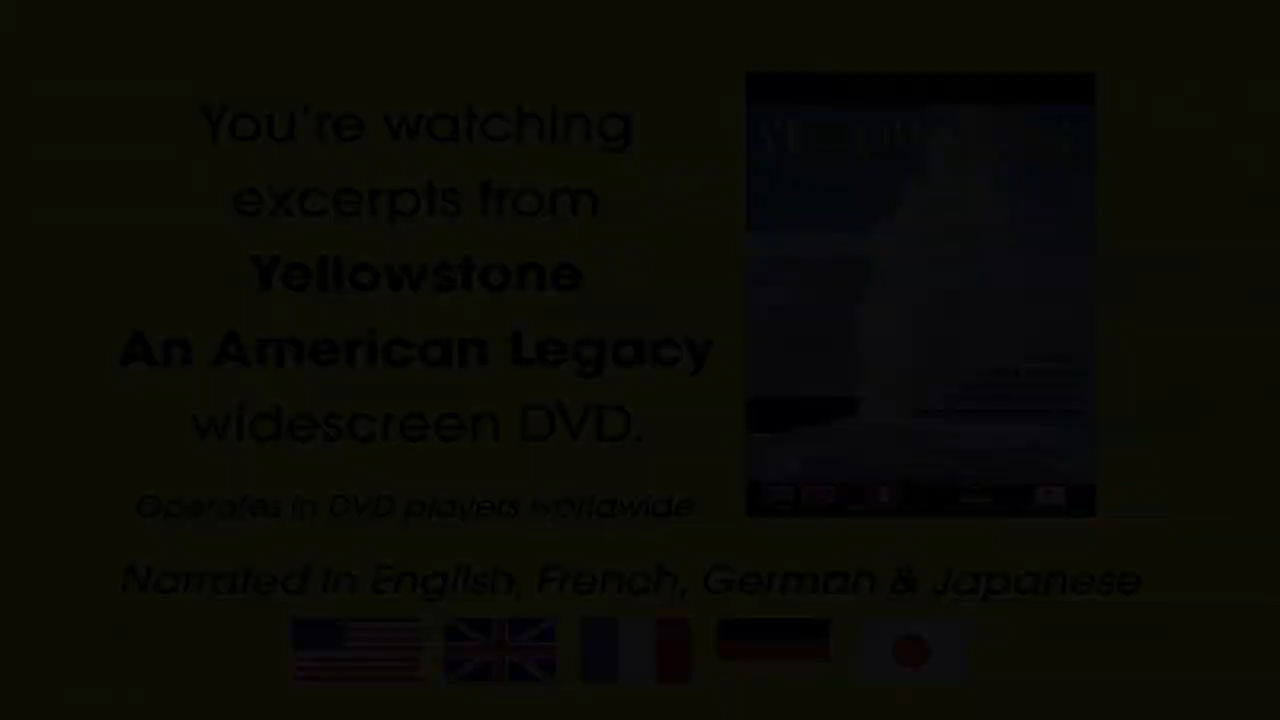 You're watching
excerpts from
Yellowstone
An American Legacy
widescreen DVD.
Operates in DVD players worldwide
Narrated in English, French, German & Japanese